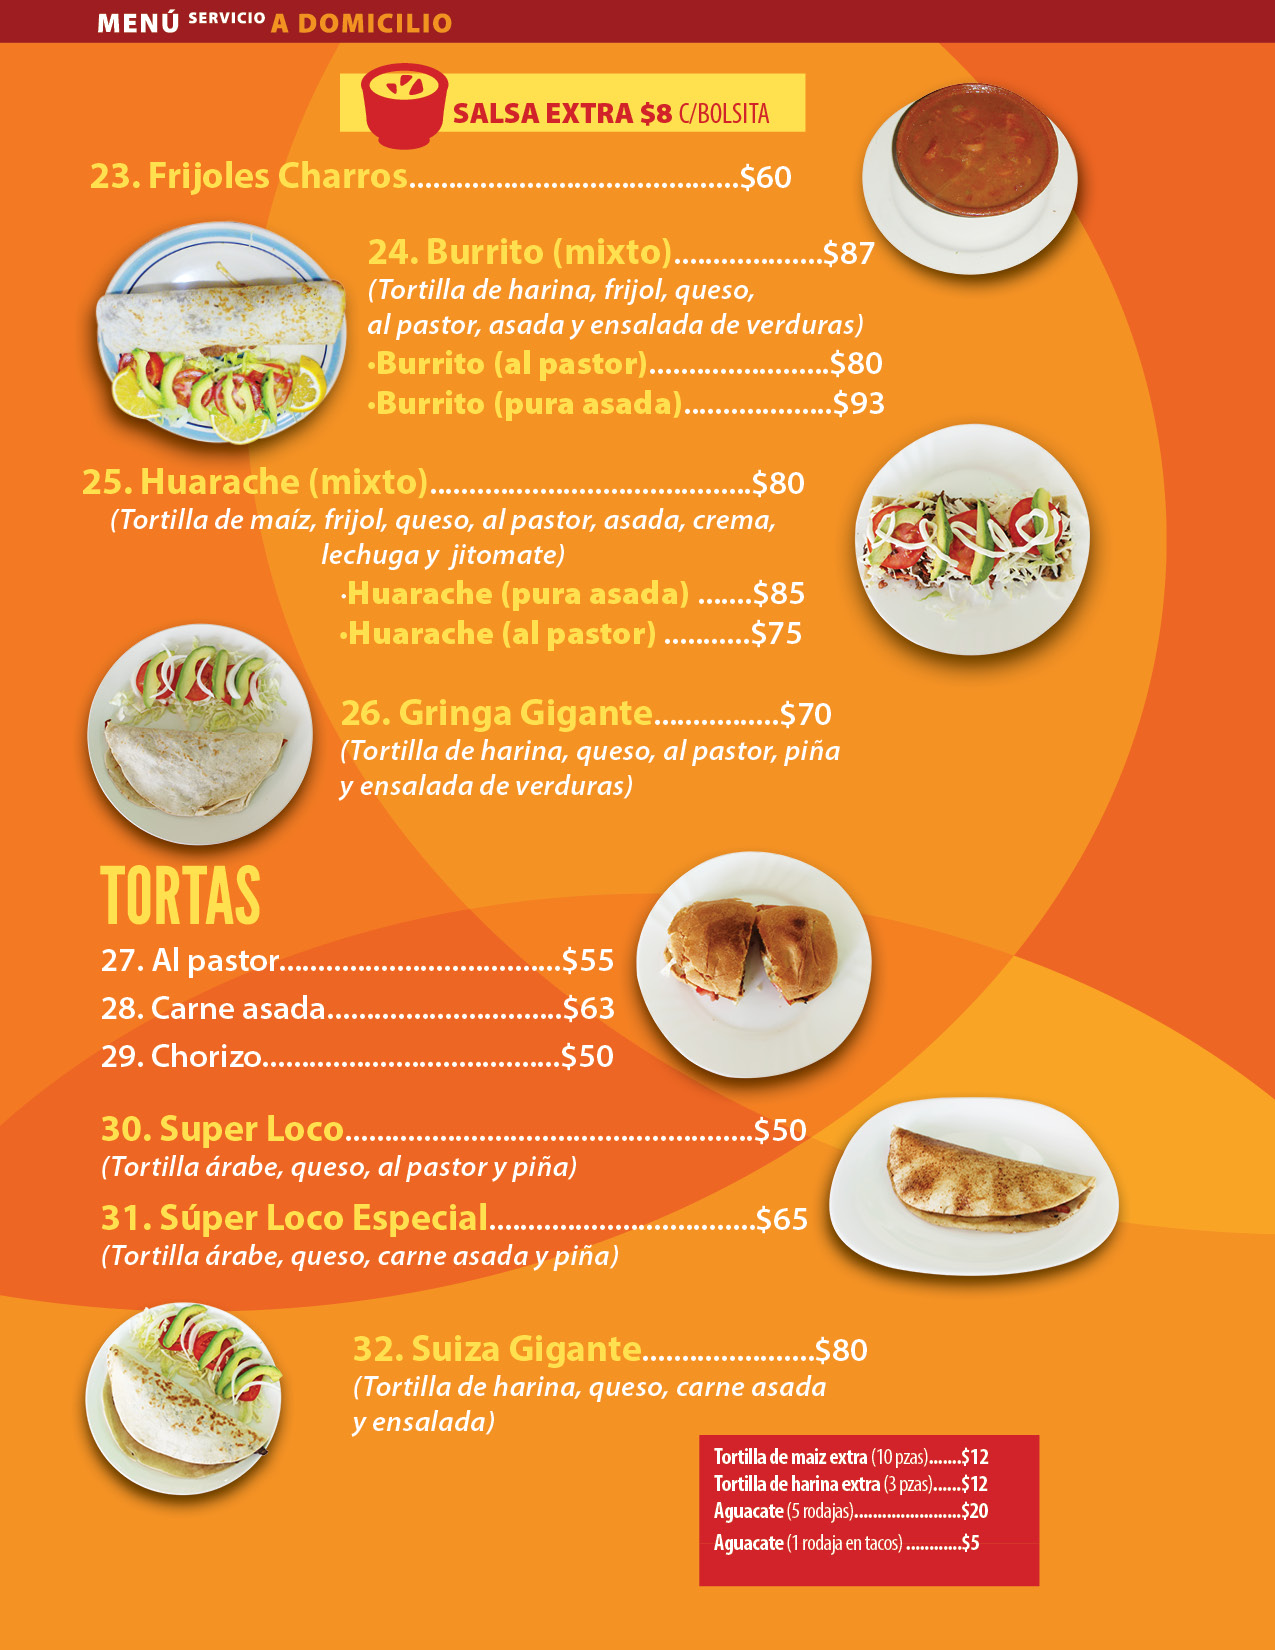 MENÚ SERVICIO A DOMICILIO
SALSA EXTRA $8 C/BOLSITA
23. Frijoles Charros..........................................$60
24. Burrito (mixto)...................$87
(Tortilla de harina, frijol, queso,
al pastor, asada y ensalada de verduras)
•Burrito (al pastor).......................$80
•Burrito (pura asada)...................$93
25. Huarache (mixto).........................................$80
(Tortilla de maíz, frijol, queso, al pastor, asada, crema,
lechuga y jitomate)
•Huarache (pura asada) .......$85
•Huarache (al pastor) ...........$75
26. Gringa Gigante................$70
(Tortilla de harina, queso, al pastor, piña
y ensalada de verduras)
TORTAS
27. Al pastor....................................$55
28. Carne asada..............................$63
29. Chorizo......................................$50
30. Super Loco....................................................$50
(Tortilla árabe, queso, al pastor y piña)
31. Súper Loco Especial..................................$65
(Tortilla árabe, queso, carne asada y piña)
32. Suiza Gigante......................$80
(Tortilla de harina, queso, carne asada
y ensalada)
Tortilla de maiz extra (10 pzas).......$12
Tortilla de harina extra (3 pzas)......$12
Aguacate (5 rodajas).......................$20
Aguacate (1 rodaja en tacos) ............$5